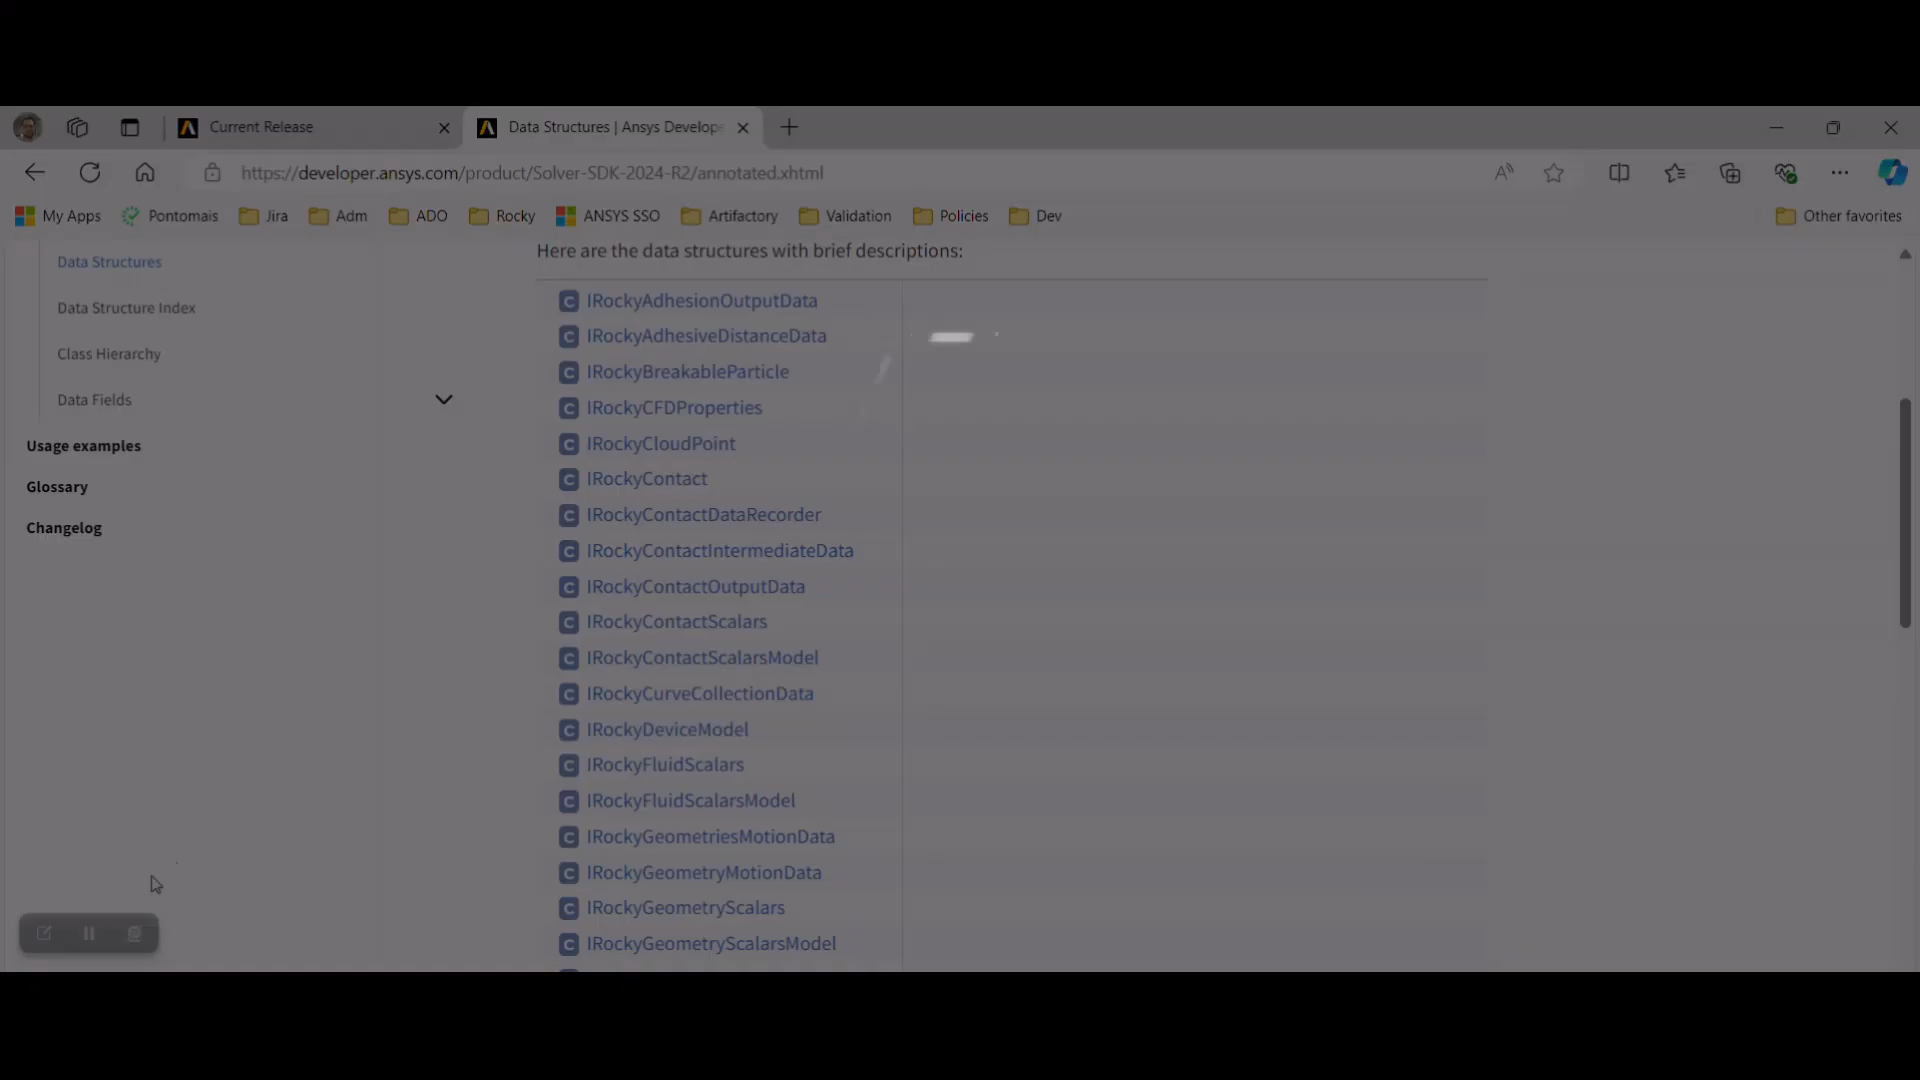 Current Release
Data Structures | Ansys Develope
https://developer.ansys.com/product/Solver-SDK-2024-R2/annotated.xhtml
My Apps
Pontomais
Jira
Adm
ADO
Rocky
ANSYS SSO
Artifactory
Validation
Policies
Dev
Other favorites
Data Structures
Data Structure Index
Class Hierarchy
Data Fields
Usage examples
Glossary
Changelog
Here are the data structures with brief descriptions:
C IRockyAdhesionOutputData
C IRockyAdhesiveDistanceData
C IRockyBreakableParticle
C IRockyCFDProperties
C IRockyCloudPoint
C IRockyContact
C IRockyContactDataRecorder
C IRockyContactIntermediateData
C IRockyContactOutputData
C IRockyContactScalars
C IRockyContactScalarsModel
C IRockyCurveCollectionData
C IRockyDeviceModel
C IRockyFluidScalars
C IRockyFluidScalarsModel
C IRockyGeometriesMotionData
C IRockyGeometryMotionData
C IRockyGeometryScalars
C IRockyGeometryScalarsModel